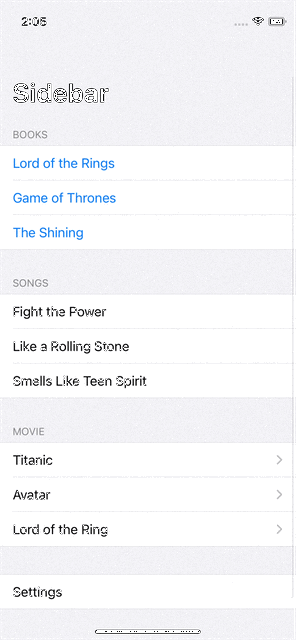 2:05
Sidebar
BOOKS
Lord of the Rings
Game of Thrones
The Shining
SONGS
Fight the Power
Like a Rolling Stone
Smells Like Teen Spirit
MOVIE
Titanic
Avatar
Lord of the Ring
Settings